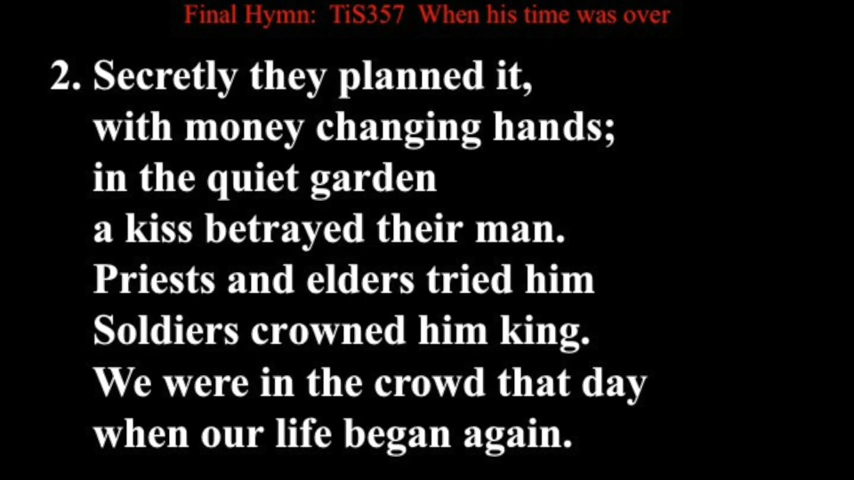 Final Hymn: TiS357 When his time was over
2. Secretly they planned it,
with money changing hands;
in the quiet garden
a kiss betrayed their man.
Priests and elders tried him
Soldiers crowned him king.
We were in the crowd that day
when our life began again.